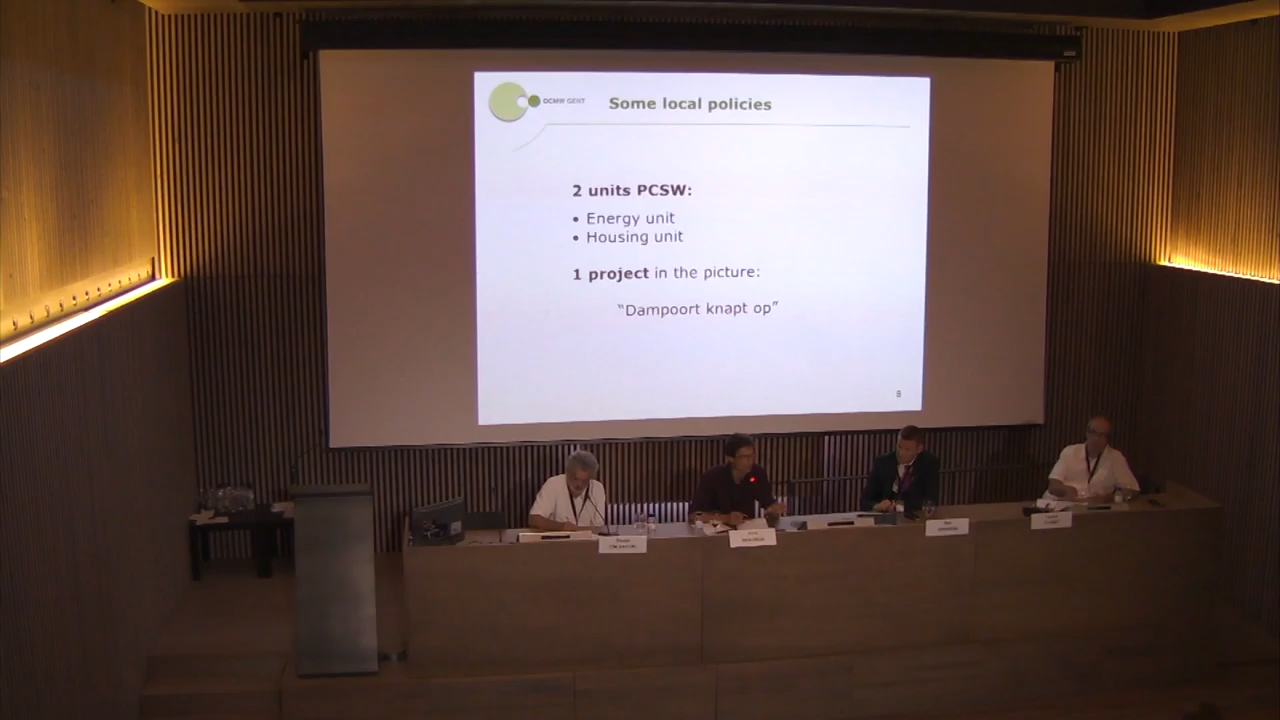 OCMW GENT
Some local policies
2 units PCSW:
• Energy unit
• Housing unit
1 project in the picture:
“Dampoort knapt op”
8